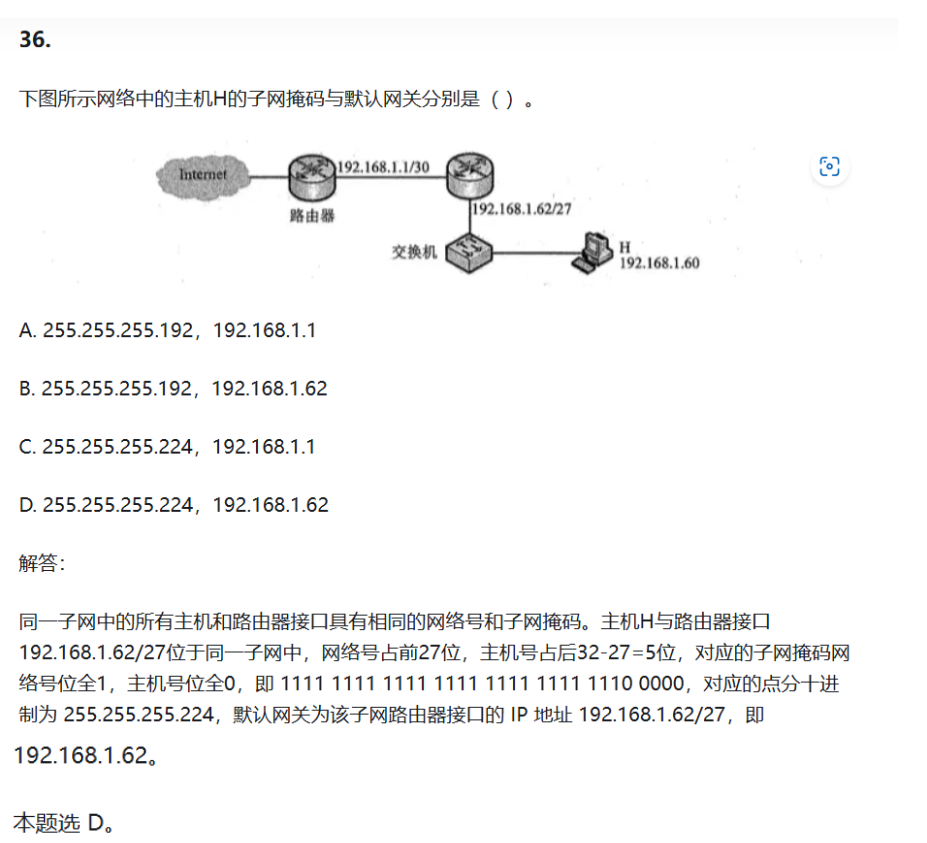 36.
下图所示网络中的主机H的子网掩码与默认网关分别是（ ）。
Internet
192.168.1.1/30
路由器
192.168.1.62/27
交换机
H
192.168.1.60
A. 255.255.255.192，192.168.1.1
B. 255.255.255.192，192.168.1.62
C. 255.255.255.224，192.168.1.1
D. 255.255.255.224，192.168.1.62
解答：
同一子网中的所有主机和路由器接口具有相同的网络号和子网掩码。主机H与路由器接口
192.168.1.62/27位于同一子网中，网络号占前27位，主机号占后32-27=5位，对应的子网掩码网
络号位全1，主机号位全0，即 1111 1111 1111 1111 1111 1111 1110 0000，对应的点分十进
制为 255.255.255.224，默认网关为该子网路由器接口的 IP 地址 192.168.1.62/27，即
192.168.1.62。
本题选 D。